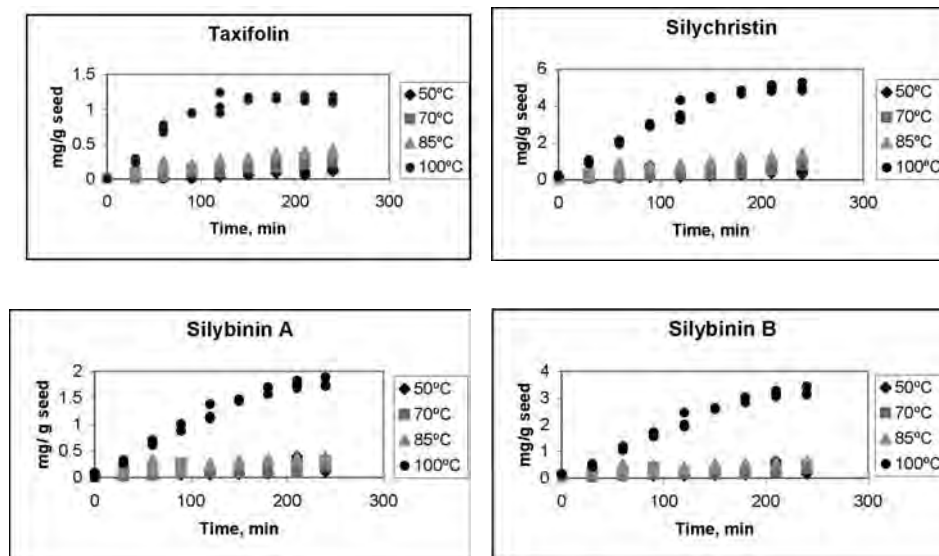 Taxifolin
mg/g seed
1.5
1
0.5
0
0 100 200 300
Time, min
50ºC
70ºC
85ºC
100ºC
Silychristin
mg/g seed
6
4
2
0
0 100 200 300
Time, min
50ºC
70ºC
85ºC
100ºC
Silybinin A
mg/ g seed
2
1.5
1
0.5
0
0 100 200 300
Time, min
50ºC
70ºC
85ºC
100ºC
Silybinin B
mg/g seed
4
3
2
1
0
0 100 200 300
Time, min
50ºC
70ºC
85ºC
100ºC